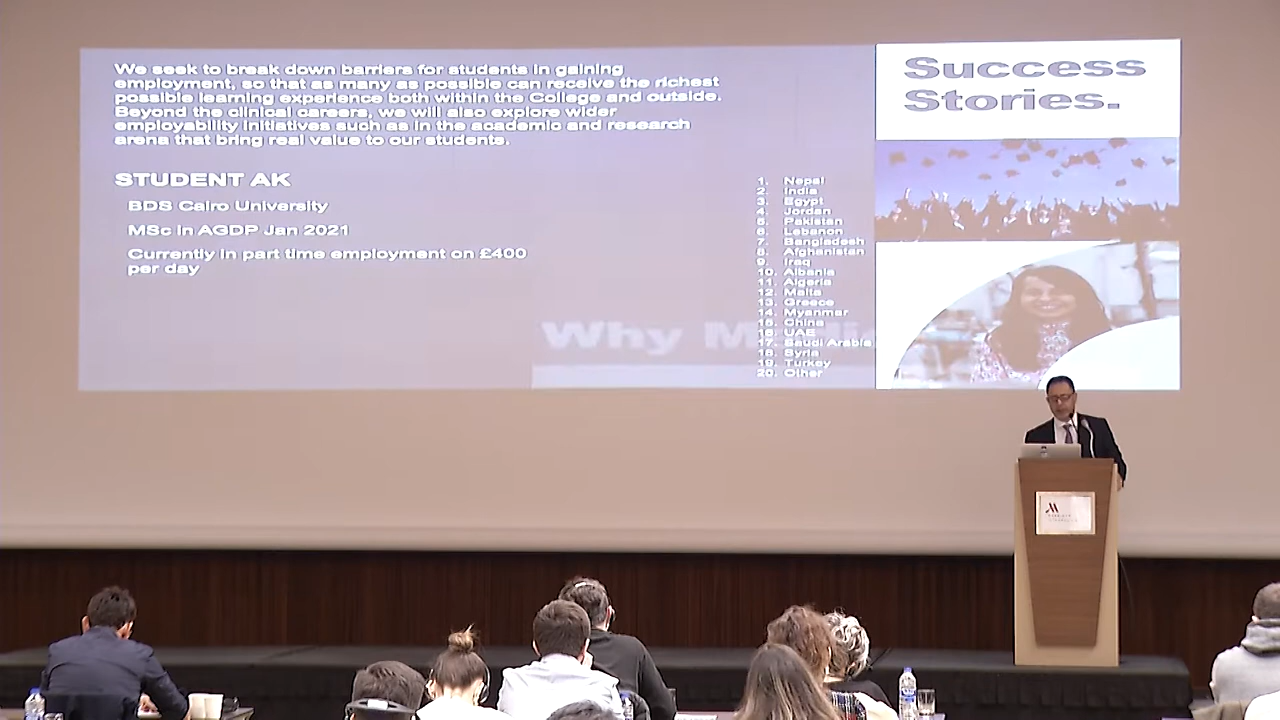 We seek to break down barriers for students in gaining
employment, so that as many as possible can receive the richest
possible learning experience both within the College and outside.
Beyond the clinical careers, we will also explore wider
employability initiatives such as in the academic and research
arena that bring real value to our students.
STUDENT AK
BDS Cairo University
MSc in AGDP Jan 2021
Currently in part time employment on £400
per day
Why M
1. Nepal
2. India
3. Egypt
4. Jordan
5. Pakistan
6. Lebanon
7. Bangladesh
8. Afghanistan
9. Iraq
10. Albania
11. Algeria
12. Malta
13. Greece
14. Myanmar
15. China
16. UAE
17. Saudi Arabia
18. Syria
19. Turkey
20. Other
Success
Stories.